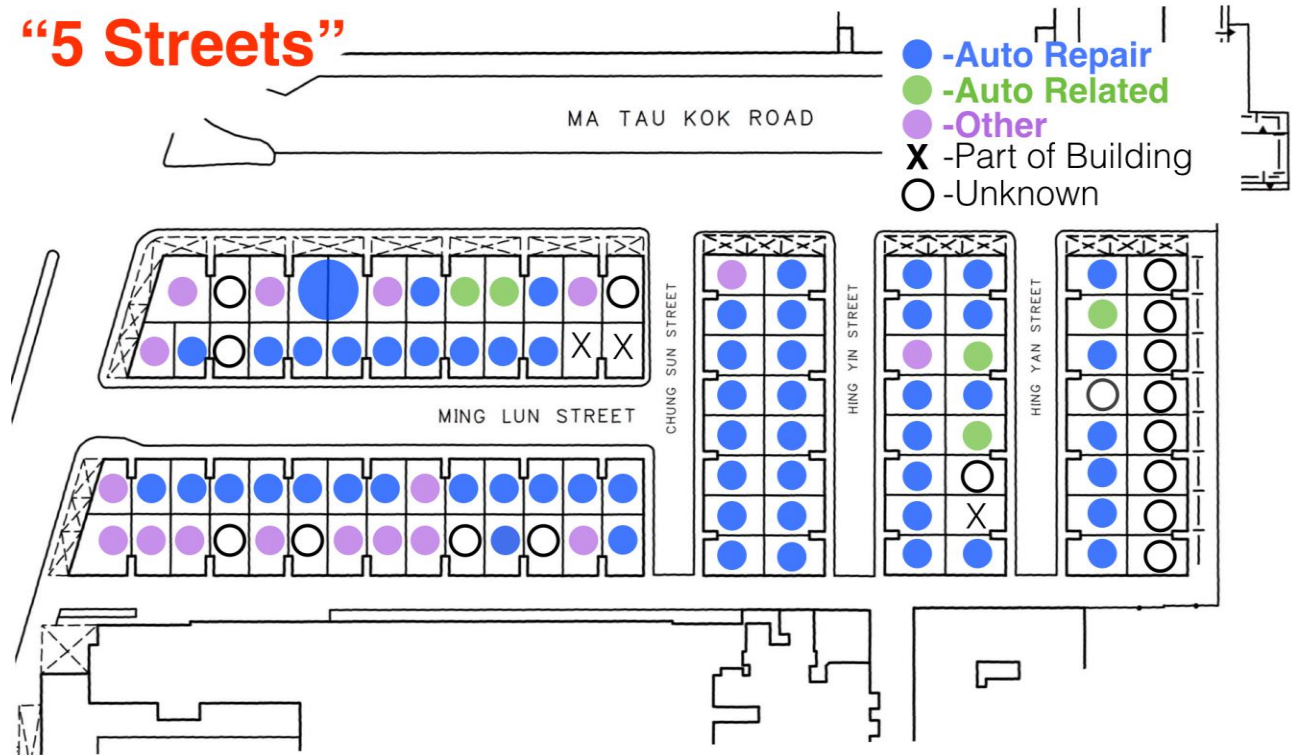 “5 Streets”
-Auto Repair
-Auto Related
-Other
X -Part of Building
-Unknown
MA TAU KOK ROAD
CHUNG SUN STREET
HING YIN STREET
HING YAN STREET
X X
MING LUN STREET
X